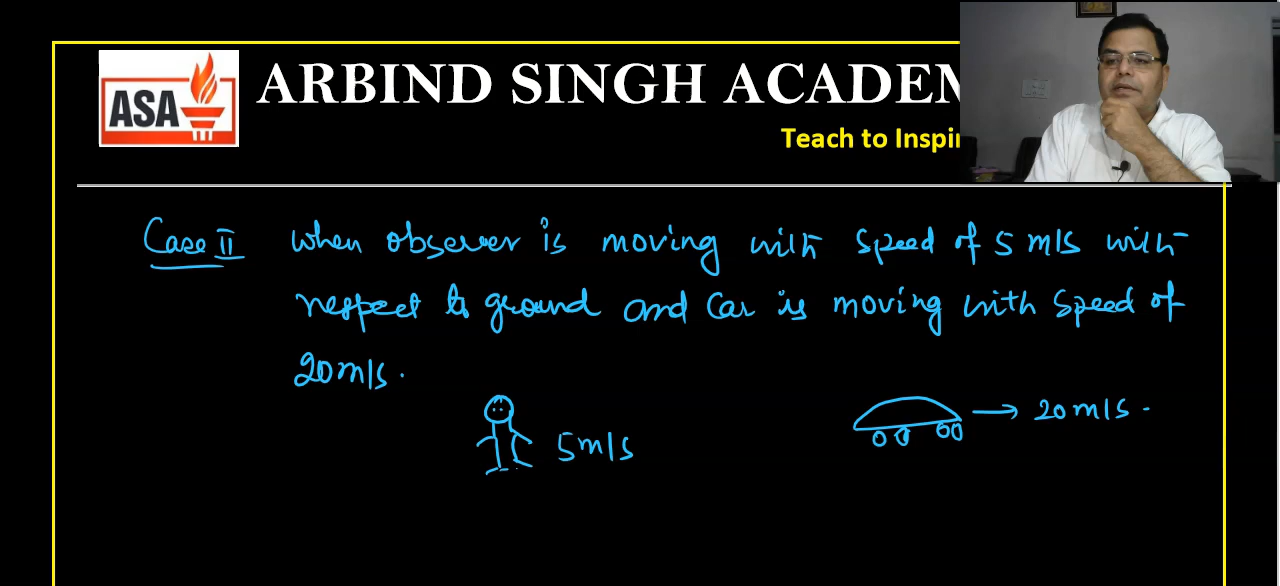 ASA
ARBIND SINGH ACADEM
Teach to Inspir
Case II when observer is moving with speed of 5 m/s with
respect to ground and Car is moving with speed of
20 m/s.
5 m/s
20 m/s.